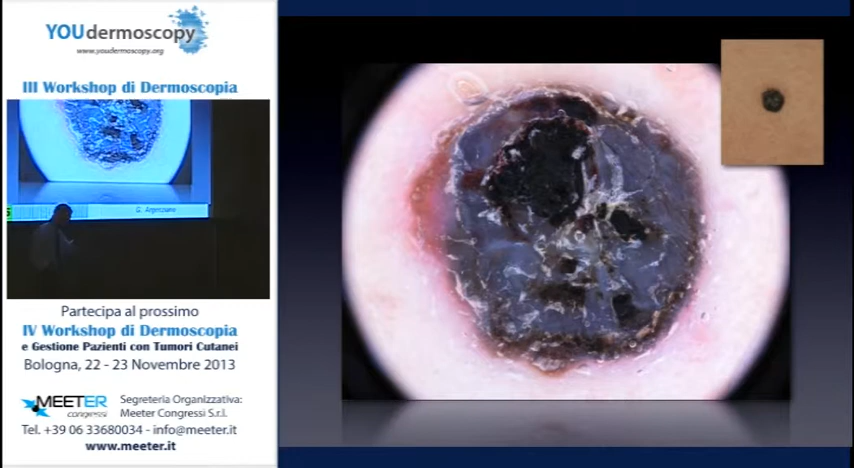 YOUdermoscopy
www.youdermoscopy.org
III Workshop di Dermoscopia
G. Argenziano
Partecipa al prossimo
IV Workshop di Dermoscopia
e Gestione Pazienti con Tumori Cutanei
Bologna, 22 - 23 Novembre 2013
MEETER
congressi
Segreteria Organizzativa:
Meeter Congressi S.r.l.
Tel. +39 06 33680034 - info@meeter.it
www.meeter.it